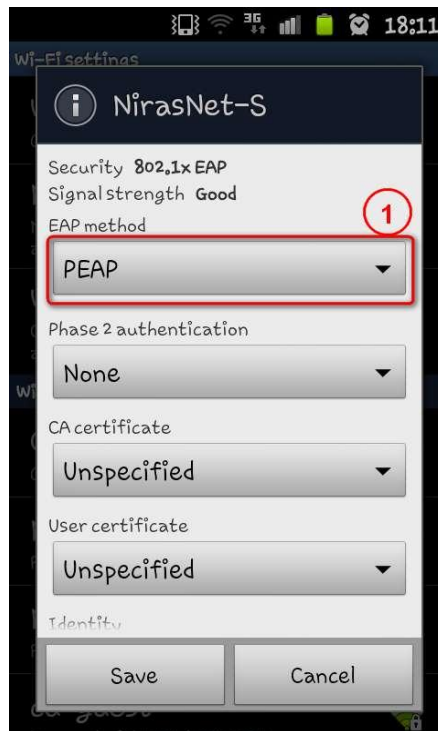 3G 18:11
Wi-Fi settings
NirasNet-S
Security 802.1x EAP
Signal strength Good
1
EAP method
PEAP
Phase 2 authentication
None
CA certificate
Unspecified
User certificate
Unspecified
Identity
Save Cancel